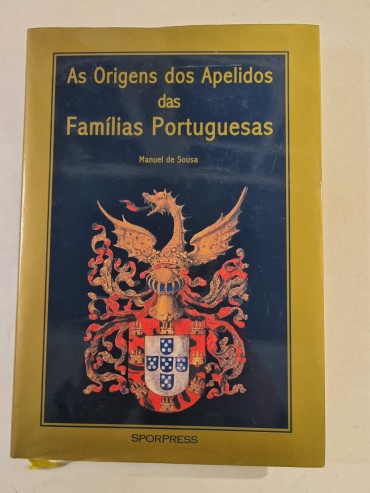 As Origens dos Apelidos
das
Famílias Portuguesas
Manuel de Sousa
SporPress